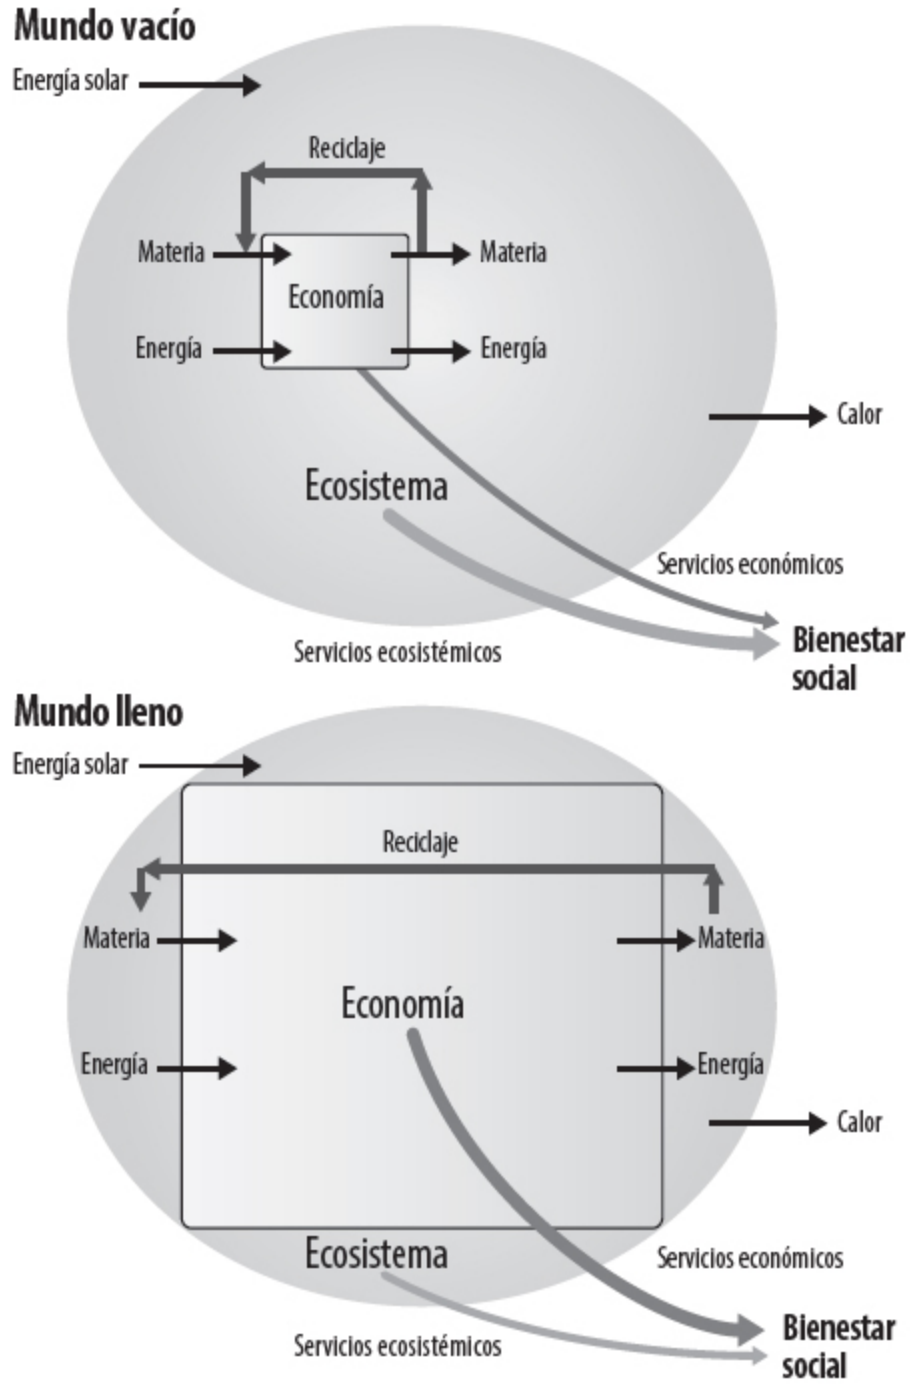 Mundo vacío
Energía solar
Reciclaje
Materia
Materia
Economía
Energía
Energía
Calor
Ecosistema
Servicios económicos
Servicios ecosistémicos
Bienestar
social
Mundo lleno
Energía solar
Reciclaje
Materia
Materia
Economía
Energía
Energía
Calor
Ecosistema
Servicios económicos
Servicios ecosistémicos
Bienestar
social